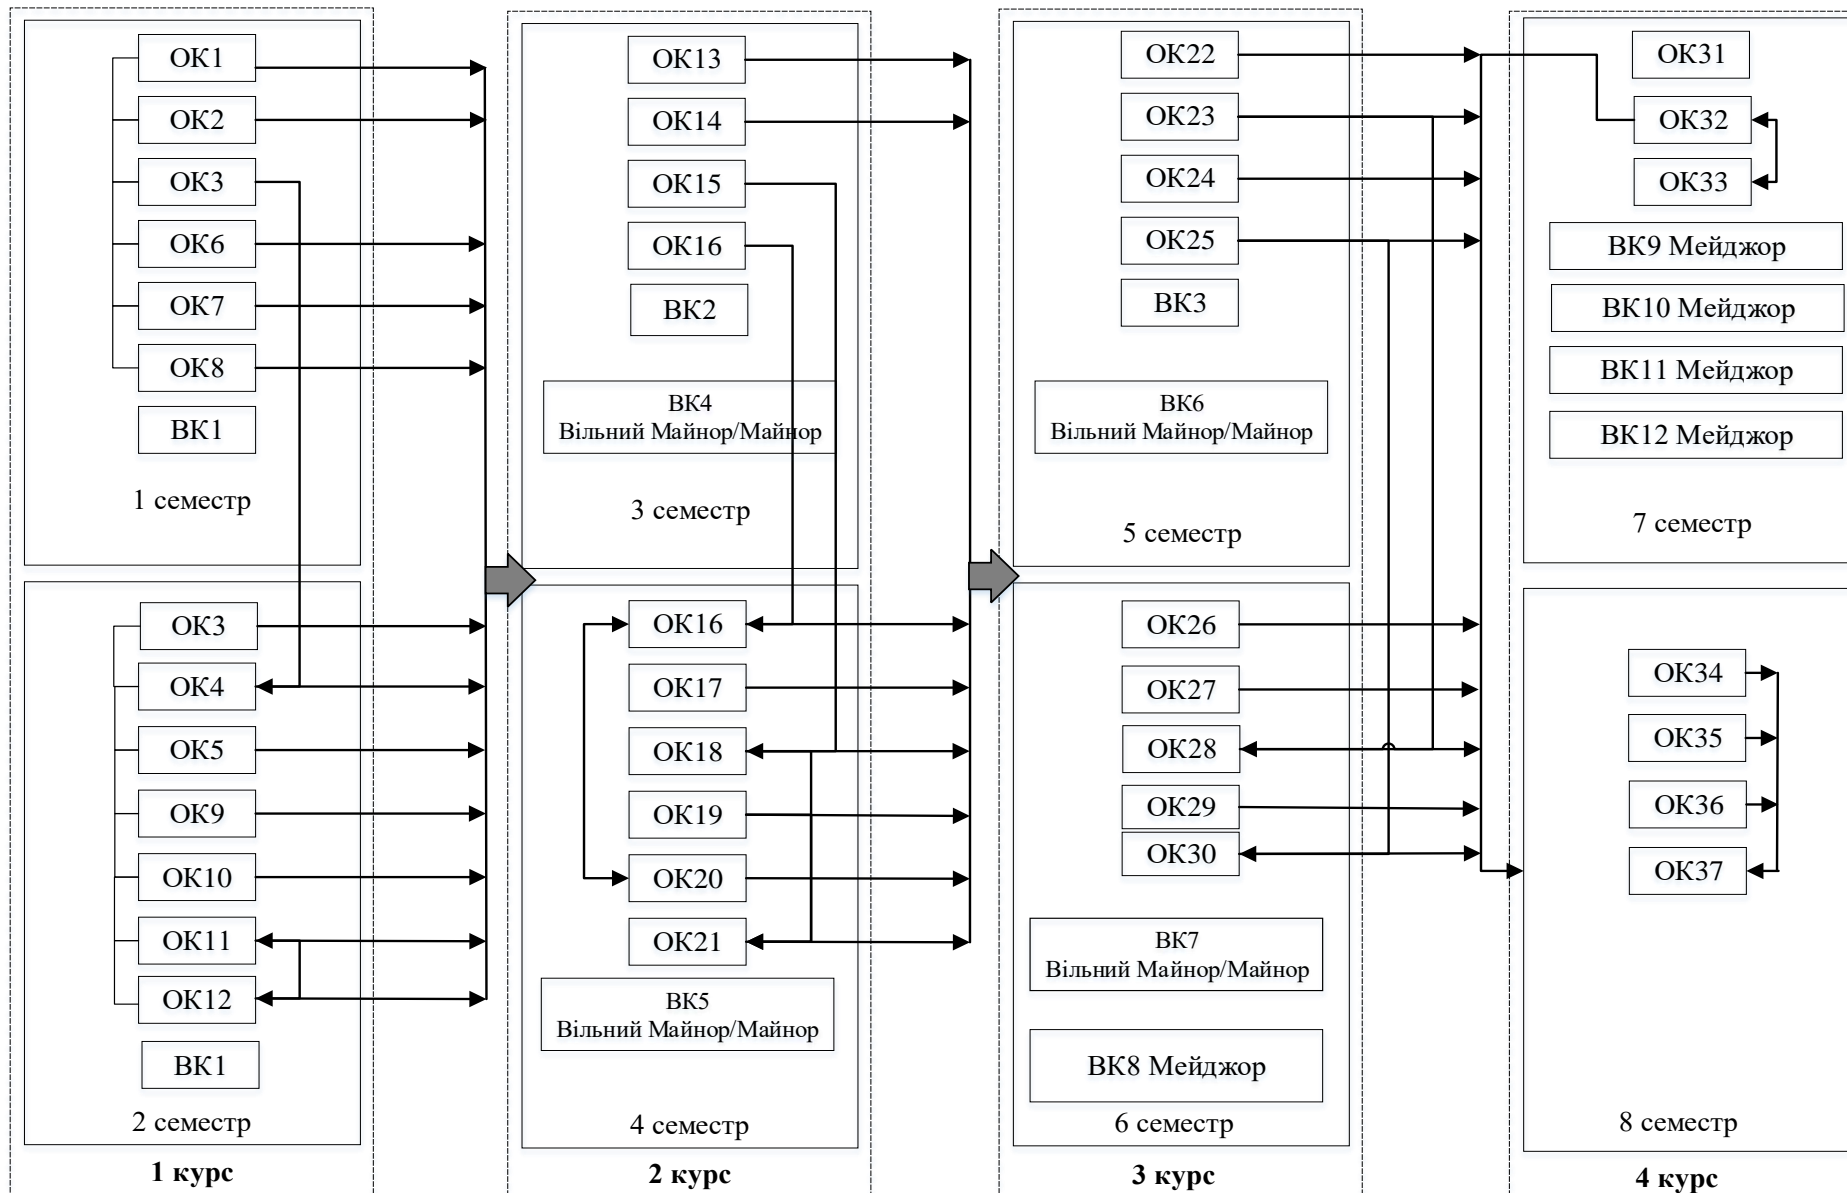 ОК1
ОК2
ОК3
ОК6
ОК7
ОК8
ВК1
1 семестр
ОК3
ОК4
ОК5
ОК9
ОК10
ОК11
ОК12
ВК1
2 семестр
1 курс
ОК13
ОК14
ОК15
ОК16
ВК2
ВК4
Вільний Майнор/Майнор
3 семестр
ОК16
ОК17
ОК18
ОК19
ОК20
ОК21
ВК5
Вільний Майнор/Майнор
4 семестр
2 курс
ОК22
ОК23
ОК24
ОК25
ВК3
ВК6
Вільний Майнор/Майнор
5 семестр
ОК26
ОК27
ОК28
ОК29
ОК30
ВК7
Вільний Майнор/Майнор
ВК8 Мейджор
6 семестр
3 курс
ОК31
ОК32
ОК33
ВК9 Мейджор
ВК10 Мейджор
ВК11 Мейджор
ВК12 Мейджор
7 семестр
ОК34
ОК35
ОК36
ОК37
8 семестр
4 курс